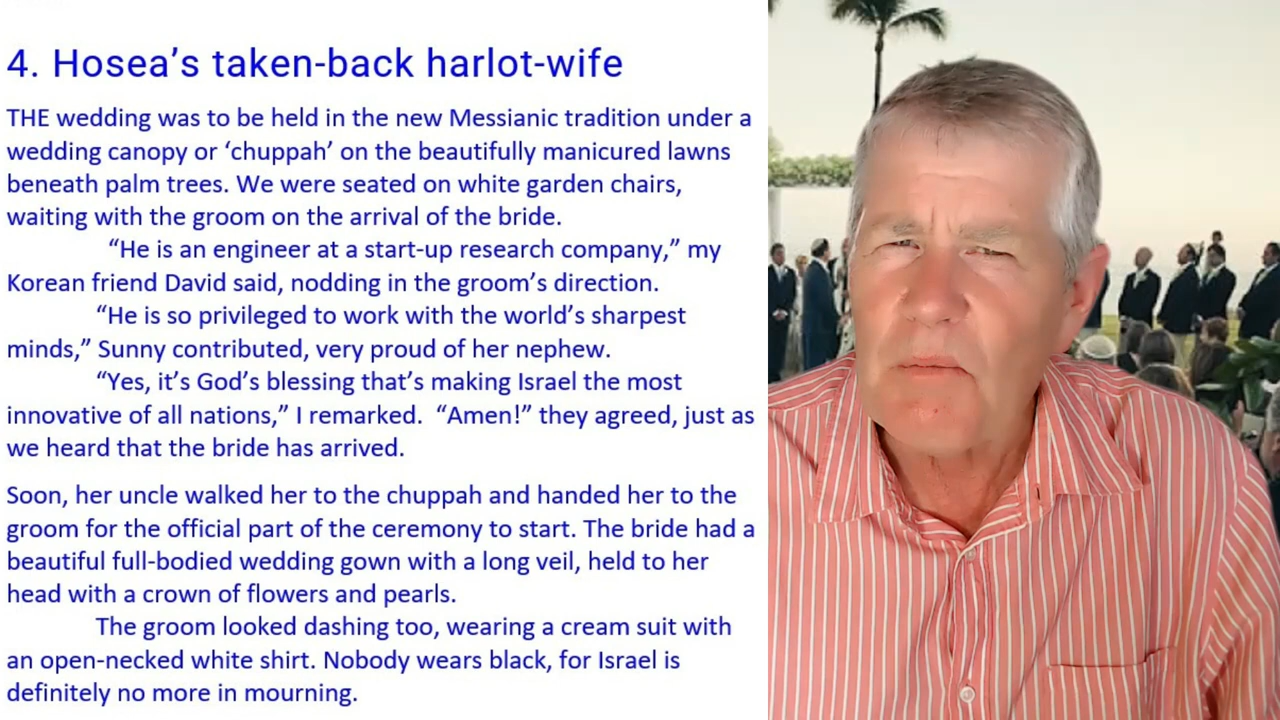 4. Hosea’s taken-back harlot-wife
THE wedding was to be held in the new Messianic tradition under a
wedding canopy or ‘chuppah’ on the beautifully manicured lawns
beneath palm trees. We were seated on white garden chairs,
waiting with the groom on the arrival of the bride.
“He is an engineer at a start-up research company,” my
Korean friend David said, nodding in the groom’s direction.
“He is so privileged to work with the world’s sharpest
minds,” Sunny contributed, very proud of her nephew.
“Yes, it’s God’s blessing that’s making Israel the most
innovative of all nations,” I remarked.  “Amen!” they agreed, just as
we heard that the bride has arrived.
Soon, her uncle walked her to the chuppah and handed her to the
groom for the official part of the ceremony to start. The bride had a
beautiful full-bodied wedding gown with a long veil, held to her
head with a crown of flowers and pearls.
The groom looked dashing too, wearing a cream suit with
an open-necked white shirt. Nobody wears black, for Israel is
definitely no more in mourning.